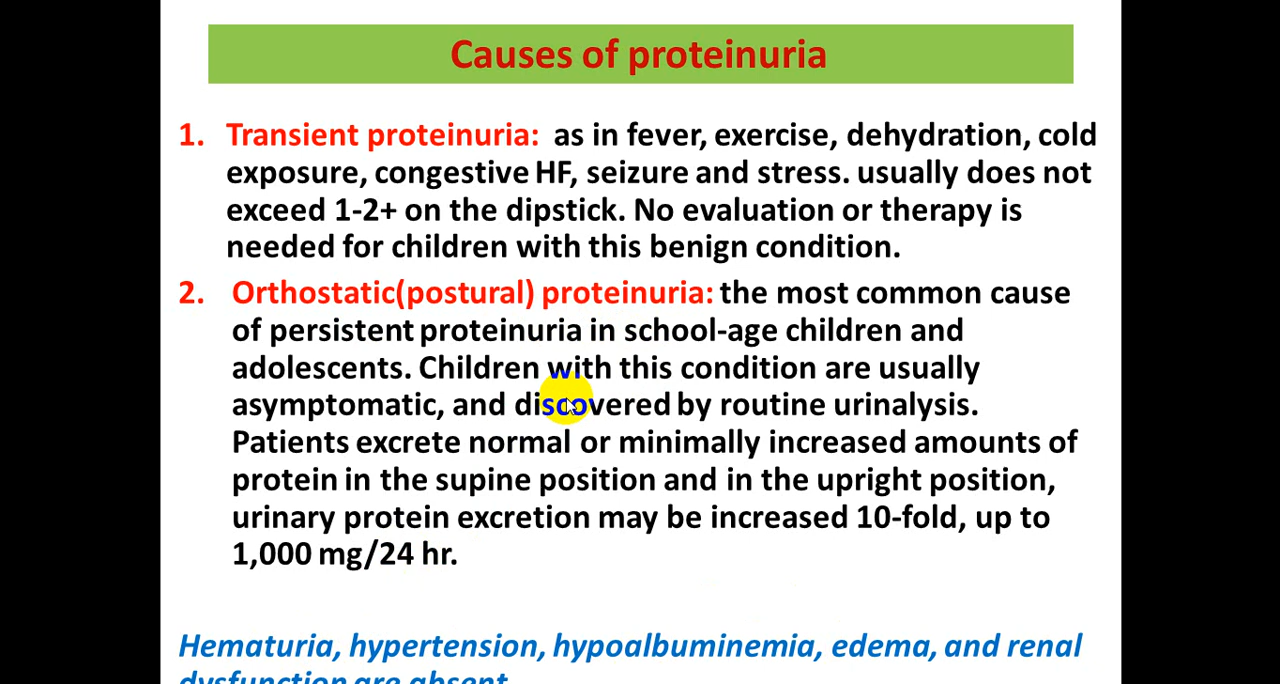 Causes of proteinuria
1. Transient proteinuria: as in fever, exercise, dehydration, cold
exposure, congestive HF, seizure and stress. usually does not
exceed 1-2+ on the dipstick. No evaluation or therapy is
needed for children with this benign condition.
2. Orthostatic(postural) proteinuria: the most common cause
of persistent proteinuria in school-age children and
adolescents. Children with this condition are usually
asymptomatic, and discovered by routine urinalysis.
Patients excrete normal or minimally increased amounts of
protein in the supine position and in the upright position,
urinary protein excretion may be increased 10-fold, up to
1,000 mg/24 hr.
Hematuria, hypertension, hypoalbuminemia, edema, and renal
dysfunction are absent